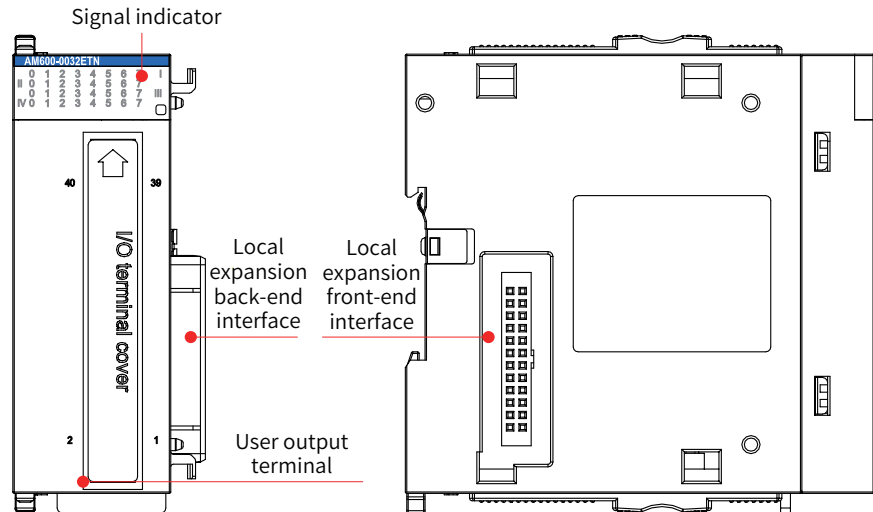 Signal indicator
AM600-0032ETN
0 1 2 3 4 5 6 7 I
II 0 1 2 3 4 5 6 7
0 1 2 3 4 5 6 7 III
IV 0 1 2 3 4 5 6 7
40 39
I/O terminal cover
Local
expansion
back-end
interface
Local
expansion
front-end
interface
2 1
User output
terminal